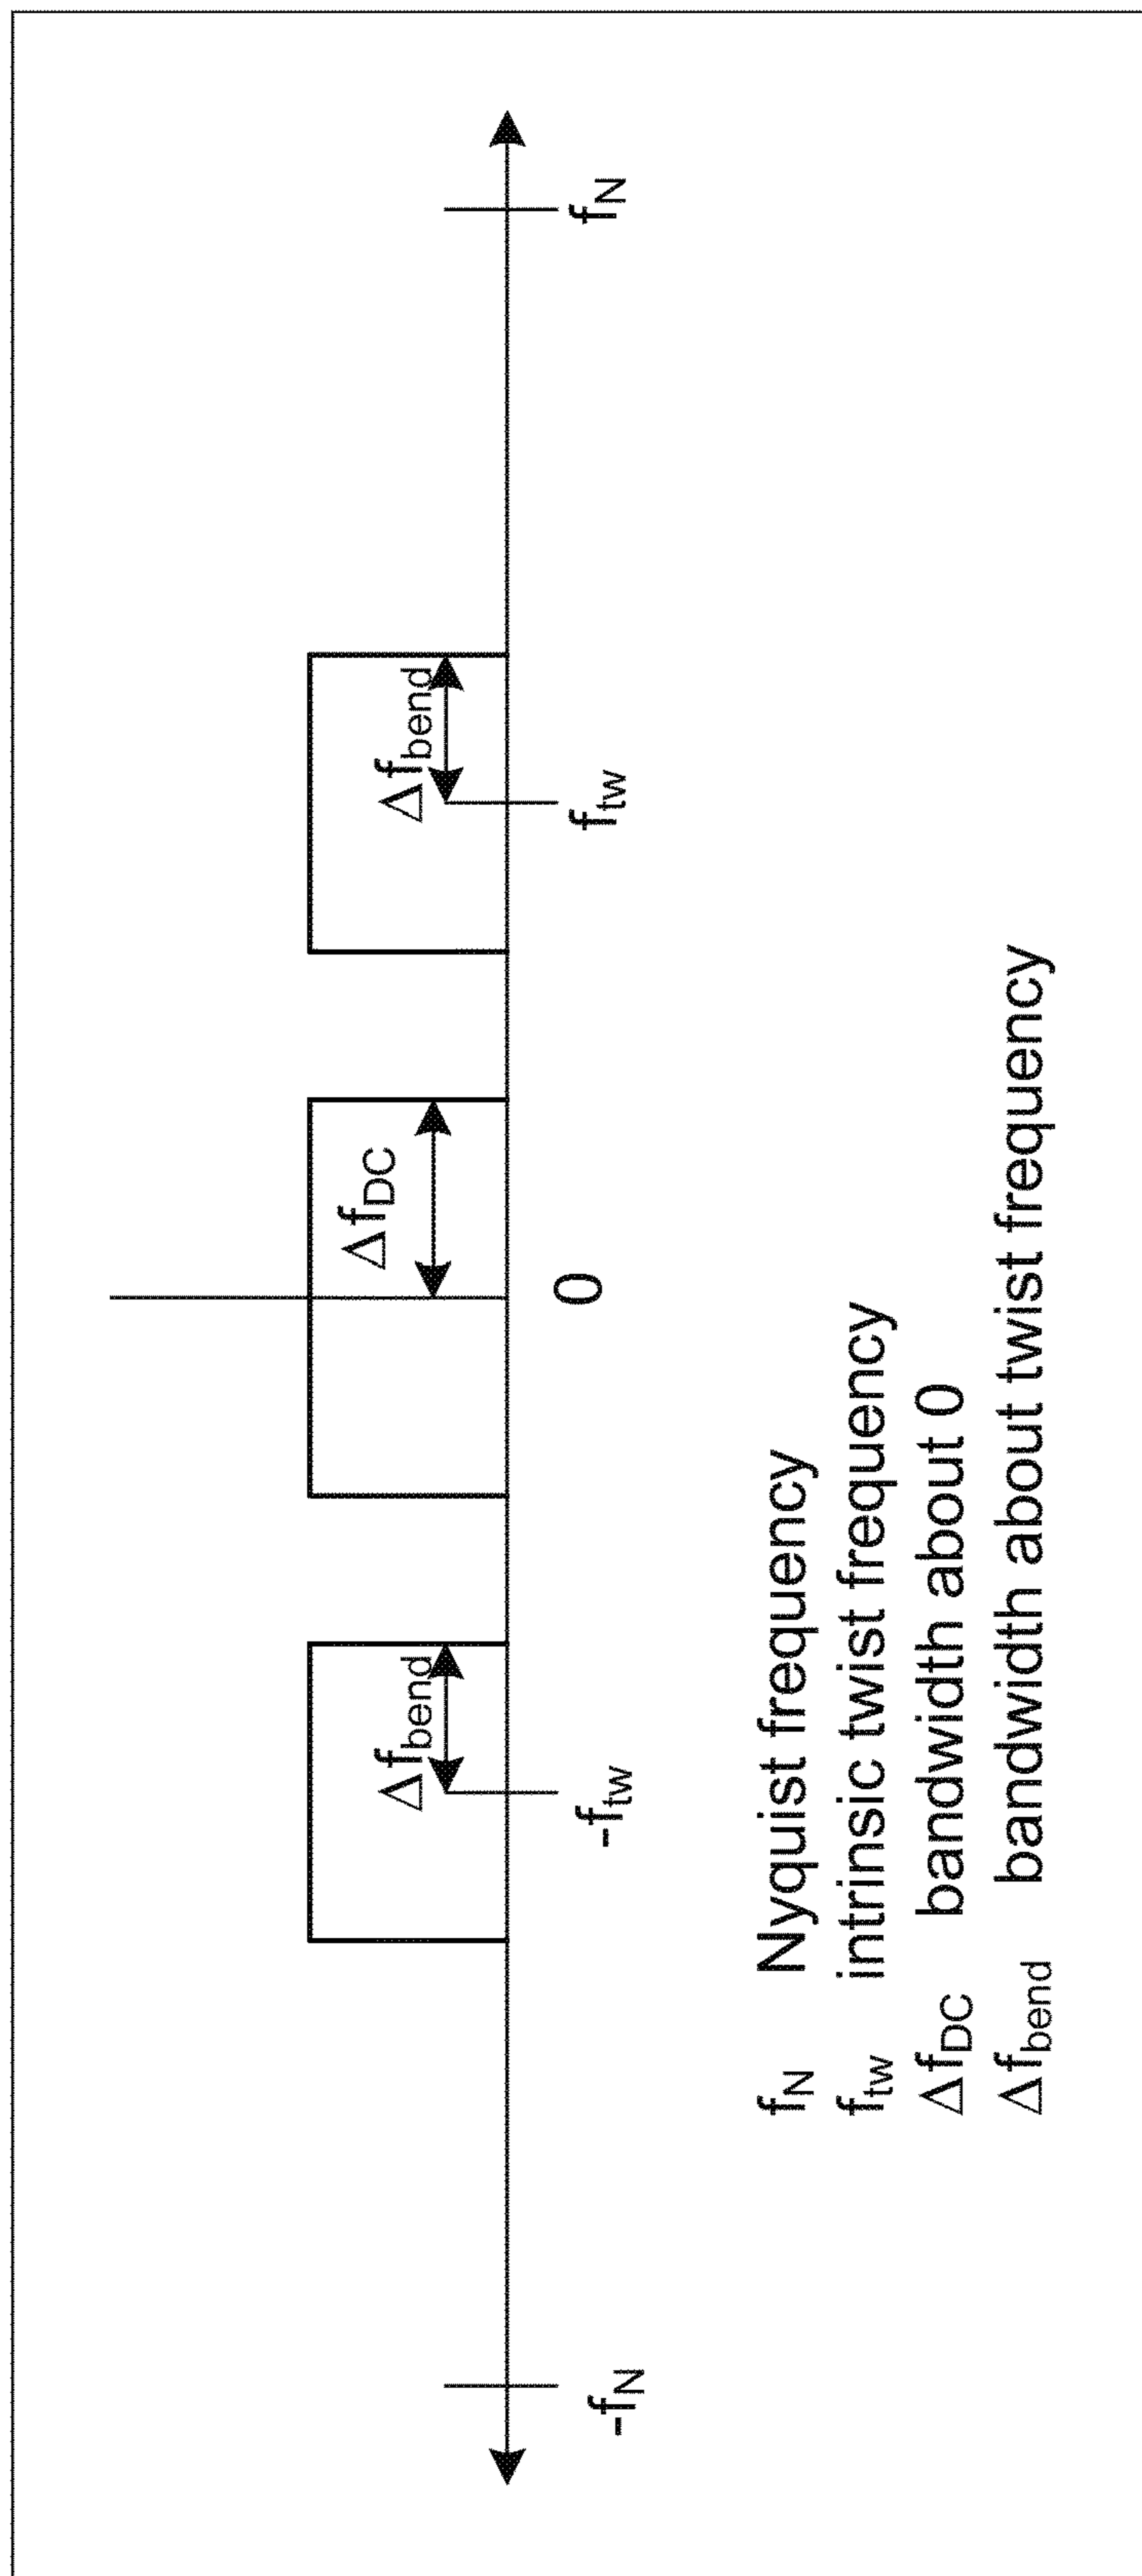 Δf_bend
Δf_DC
Δf_bend
-f_N
-f_tw
0
f_tw
f_N
f_N Nyquist frequency
f_tw intrinsic twist frequency
Δf_DC bandwidth about 0
Δf_bend bandwidth about twist frequency